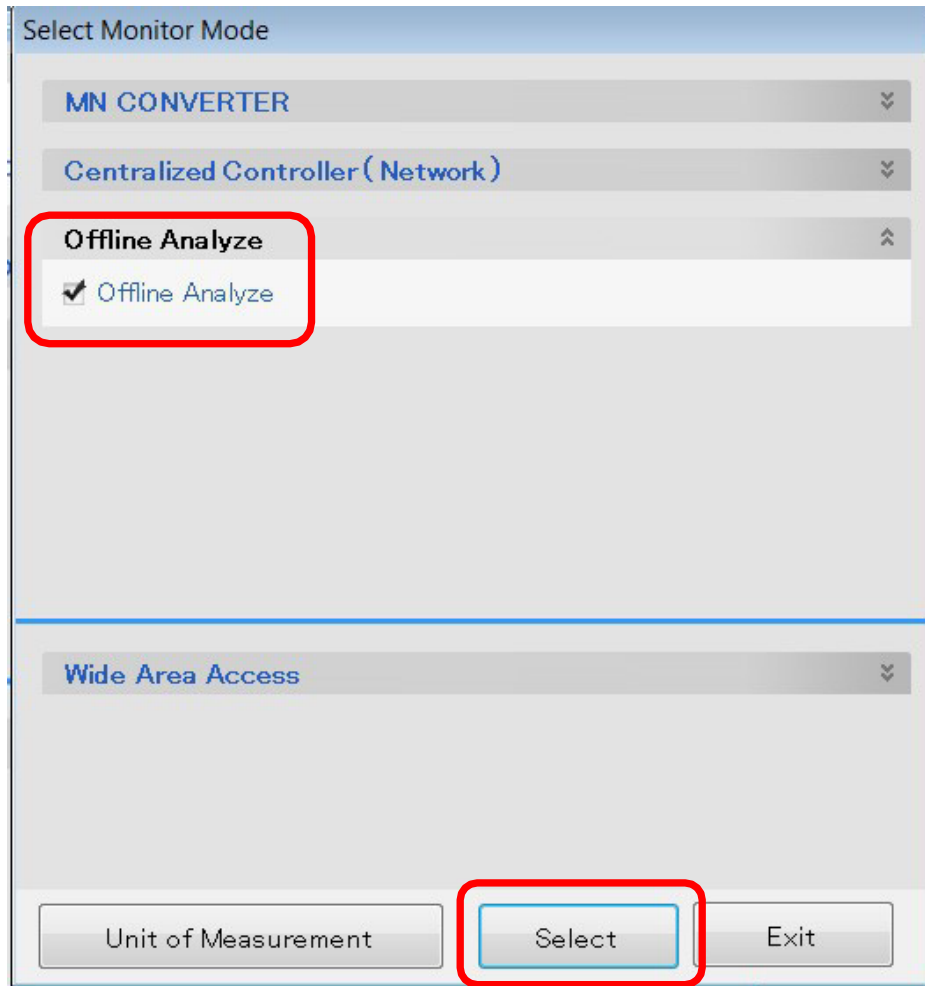 Select Monitor Mode
MN CONVERTER
Centralized Controller (Network)
Offline Analyze
Offline Analyze
Wide Area Access
Unit of Measurement
Select
Exit